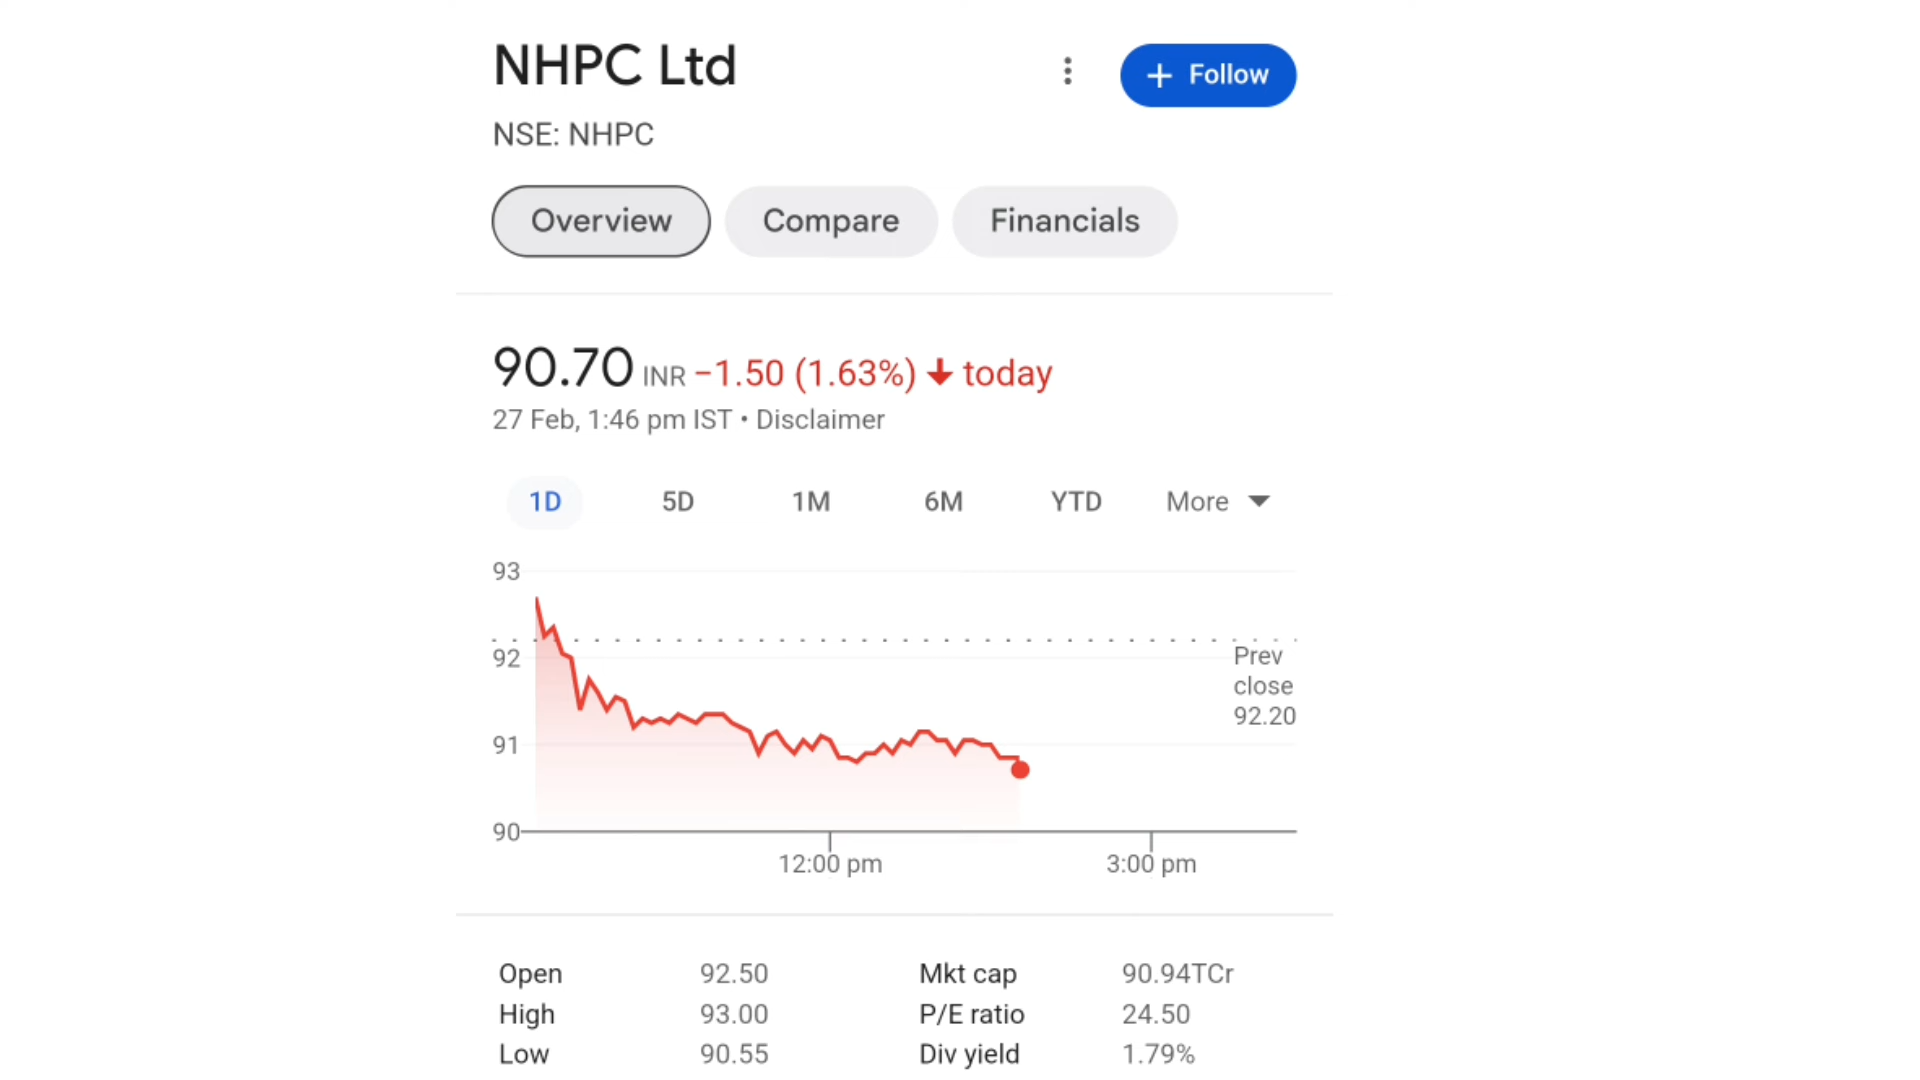 NHPC Ltd
+ Follow
NSE: NHPC
Overview Compare Financials
90.70 INR −1.50 (1.63%) ↓ today
27 Feb, 1:46 pm IST • Disclaimer
1D 5D 1M 6M YTD More
93
92
91
90
Prev
close
92.20
12:00 pm 3:00 pm
Open 92.50 Mkt cap 90.94TCr
High 93.00 P/E ratio 24.50
Low 90.55 Div yield 1.79%